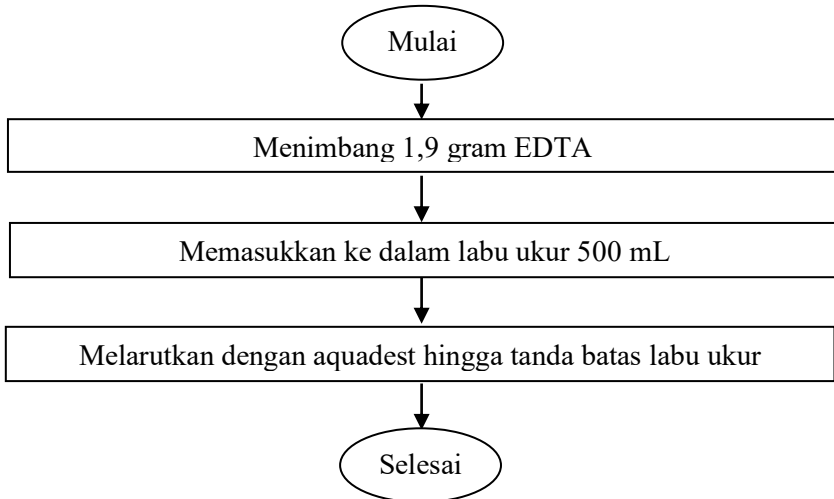 Mulai
Menimbang 1,9 gram EDTA
Memasukkan ke dalam labu ukur 500 mL
Melarutkan dengan aquadest hingga tanda batas labu ukur
Selesai